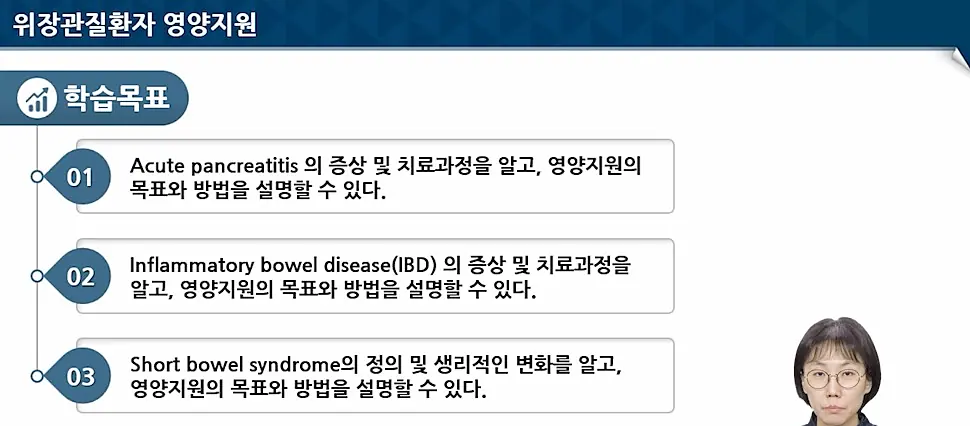 위장관질환자 영양지원
학습목표
01
Acute pancreatitis 의 증상 및 치료과정을 알고, 영양지원의
목표와 방법을 설명할 수 있다.
02
Inflammatory bowel disease(IBD) 의 증상 및 치료과정을
알고, 영양지원의 목표와 방법을 설명할 수 있다.
03
Short bowel syndrome의 정의 및 생리적인 변화를 알고,
영양지원의 목표와 방법을 설명할 수 있다.